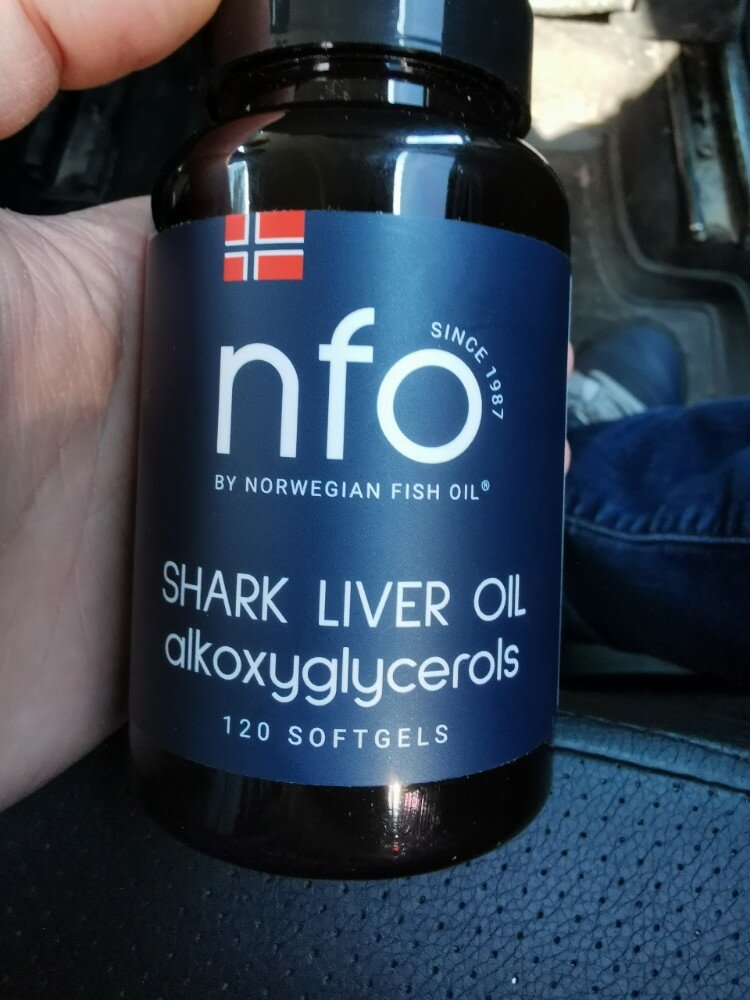 nfo
SINCE 1987
BY NORWEGIAN FISH OIL®
SHARK LIVER OIL
alkoxyglycerols
120 SOFTGELS